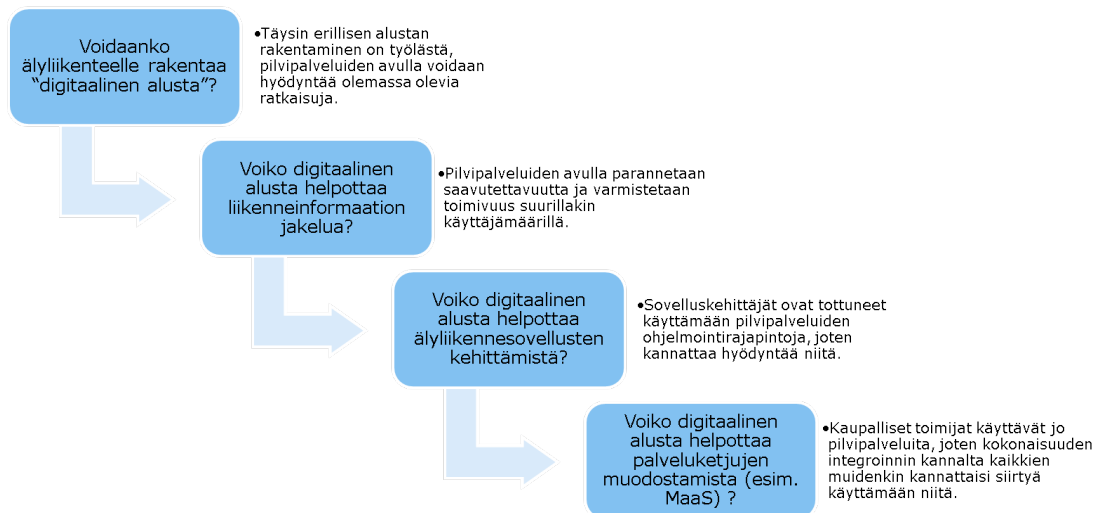 Voidaanko
älyliikenteelle rakentaa
“digitaalinen alusta”?
•Täysin erillisen alustan
rakentaminen on työlästä,
pilvipalveluiden avulla voidaan
hyödyntää olemassa olevia
ratkaisuja.
Voiko digitaalinen
alusta helpottaa
liikenneinformaation
jakelua?
•Pilvipalveluiden avulla parannetaan
saavutettavuutta ja varmistetaan
toimivuus suurillakin
käyttäjämäärillä.
Voiko digitaalinen
alusta helpottaa
älyliikennesovellusten
kehittämistä?
•Sovelluskehittäjät ovat tottuneet
käyttämään pilvipalveluiden
ohjelmointirajapintoja, joten
kannattaa hyödyntää niitä.
Voiko digitaalinen
alusta helpottaa
palveluketjujen
muodostamista (esim.
MaaS) ?
•Kaupalliset toimijat käyttävät jo
pilvipalveluita, joten kokonaisuuden
integroinnin kannalta kaikkien
muidenkin kannattaisi siirtyä
käyttämään niitä.